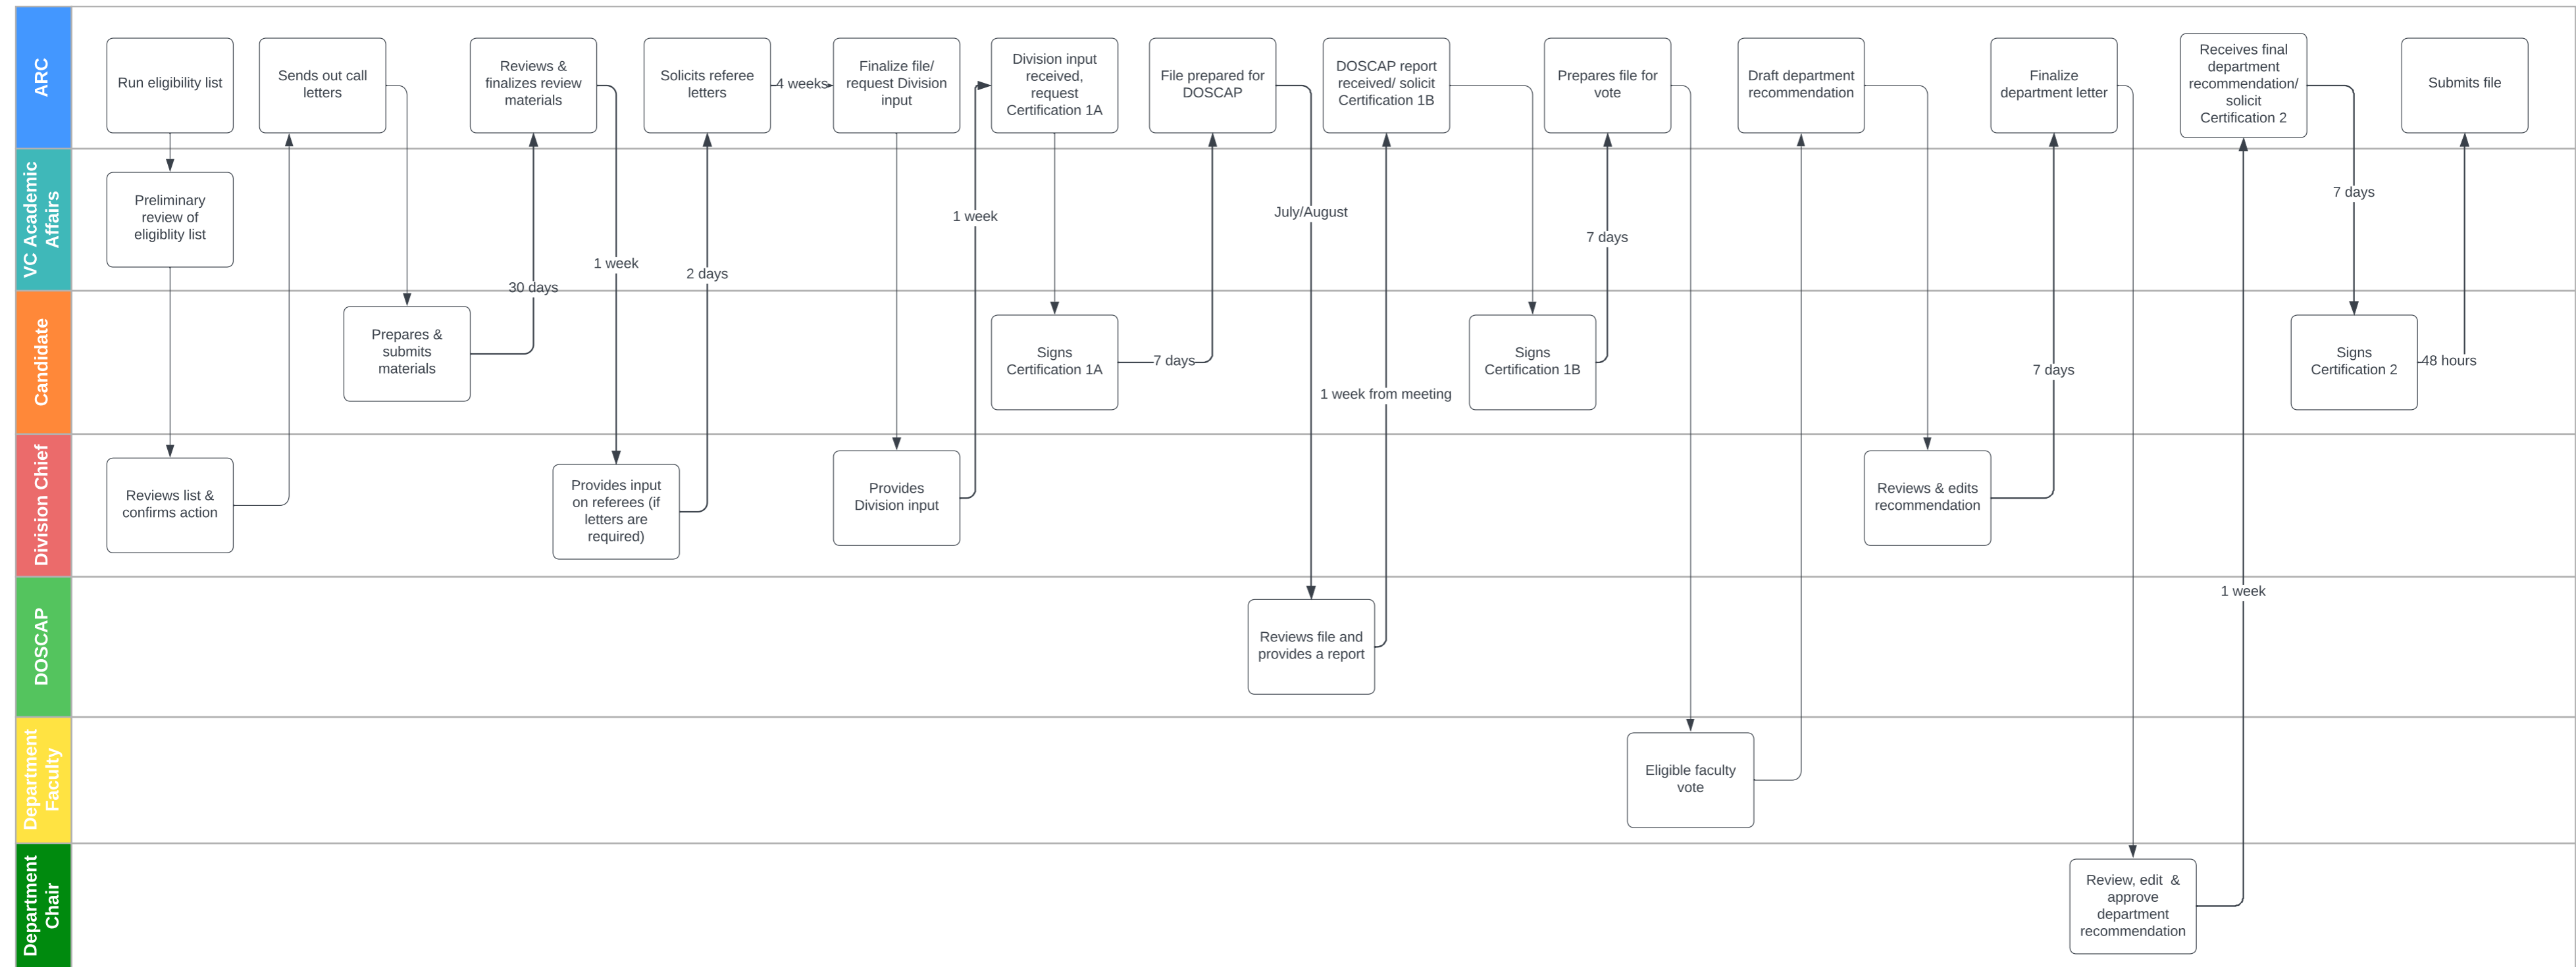 ARC
Run eligibility list
Sends out call
letters
Reviews &
finalizes review
materials
Solicits referee
letters
4 weeks
Finalize file/
request Division
input
Division input
received,
request
Certification 1A
File prepared for
DOSCAP
DOSCAP report
received/ solicit
Certification 1B
Prepares file for
vote
Draft department
recommendation
Finalize
department letter
Receives final
department
recommendation/
solicit
Certification 2
Submits file
VC Academic
Affairs
Preliminary
review of
eligiblity list
30 days
1 week
2 days
1 week
July/August
7 days
7 days
Candidate
Prepares &
submits
materials
Signs
Certification 1A
7 days
1 week from meeting
Signs
Certification 1B
7 days
Signs
Certification 2
48 hours
Division Chief
Reviews list &
confirms action
Provides input
on referees (if
letters are
required)
Provides
Division input
Reviews & edits
recommendation
DOSCAP
Reviews file and
provides a report
1 week
Department
Faculty
Eligible faculty
vote
Department
Chair
Review, edit  &
approve
department
recommendation